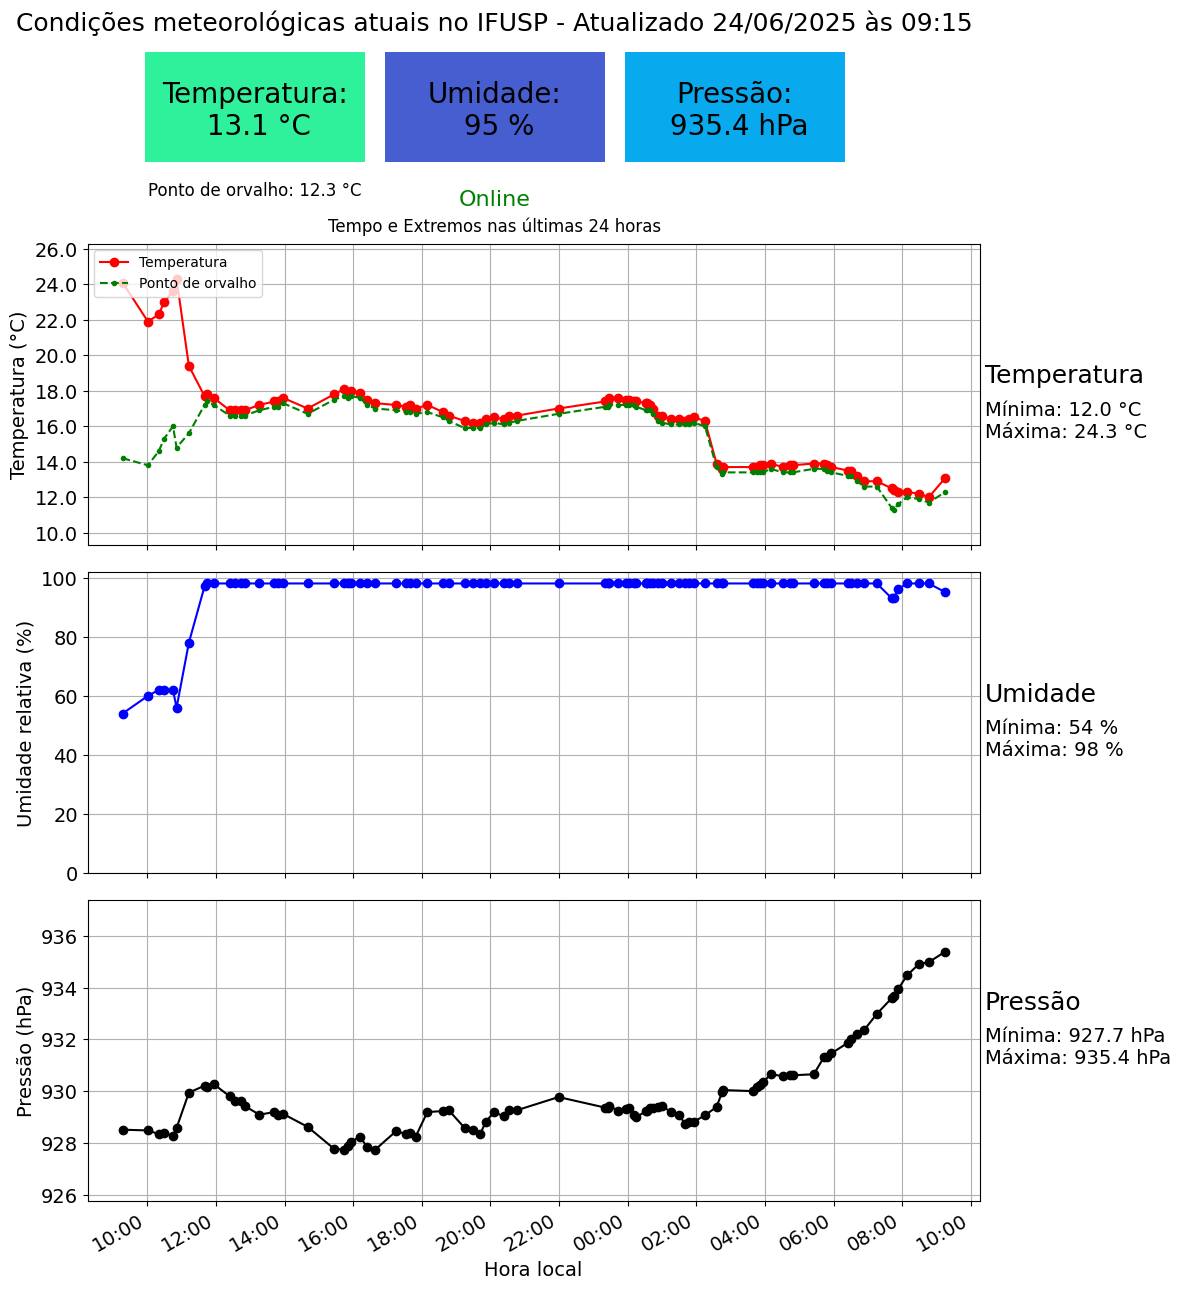 Condições meteorológicas atuais no IFUSP - Atualizado 24/06/2025 às 09:15
Temperatura:
13.1 °C
Umidade:
95 %
Pressão:
935.4 hPa
Ponto de orvalho: 12.3 °C
Online
Tempo e Extremos nas últimas 24 horas
Temperatura (°C)
26.0
24.0
22.0
20.0
18.0
16.0
14.0
12.0
10.0
Temperatura
Ponto de orvalho
Temperatura
Mínima: 12.0 °C
Máxima: 24.3 °C
Umidade relativa (%)
100
80
60
40
20
0
Umidade
Mínima: 54 %
Máxima: 98 %
Pressão (hPa)
936
934
932
930
928
926
Pressão
Mínima: 927.7 hPa
Máxima: 935.4 hPa
10:00
12:00
14:00
16:00
18:00
20:00
22:00
00:00
02:00
04:00
06:00
08:00
10:00
Hora local